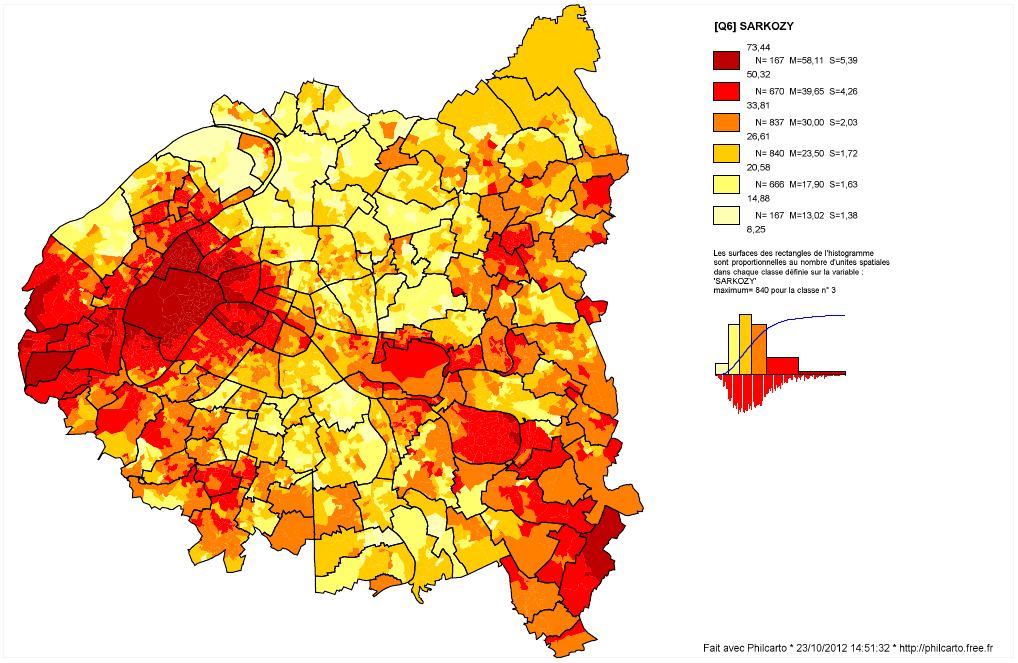 [Q6] SARKOZY
73,44
N= 167 M=58,11 S=5,39
50,32
N= 670 M=39,65 S=4,26
33,81
N= 837 M=30,00 S=2,03
26,61
N= 840 M=23,50 S=1,72
20,58
N= 666 M=17,90 S=1,63
14,88
N= 167 M=13,02 S=1,38
8,25
Les surfaces des rectangles de l'histogramme
sont proportionnelles au nombre d'unites spatiales
dans chaque classe définie sur la variable :
'SARKOZY'
maximum= 840 pour la classe n° 3
Fait avec Philcarto * 23/10/2012 14:51:32 * http://philcarto.free.fr